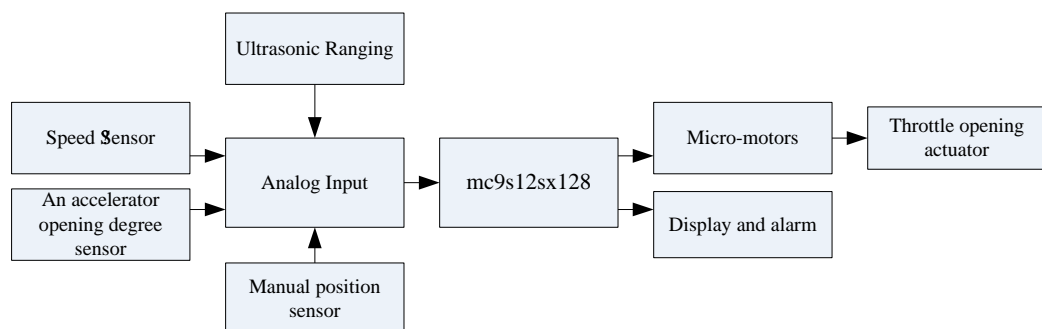 Ultrasonic Ranging
Speed Sensor
An accelerator
opening degree
sensor
Analog Input
Manual position
sensor
mc9s12sx128
Micro-motors
Display and alarm
Throttle opening
actuator